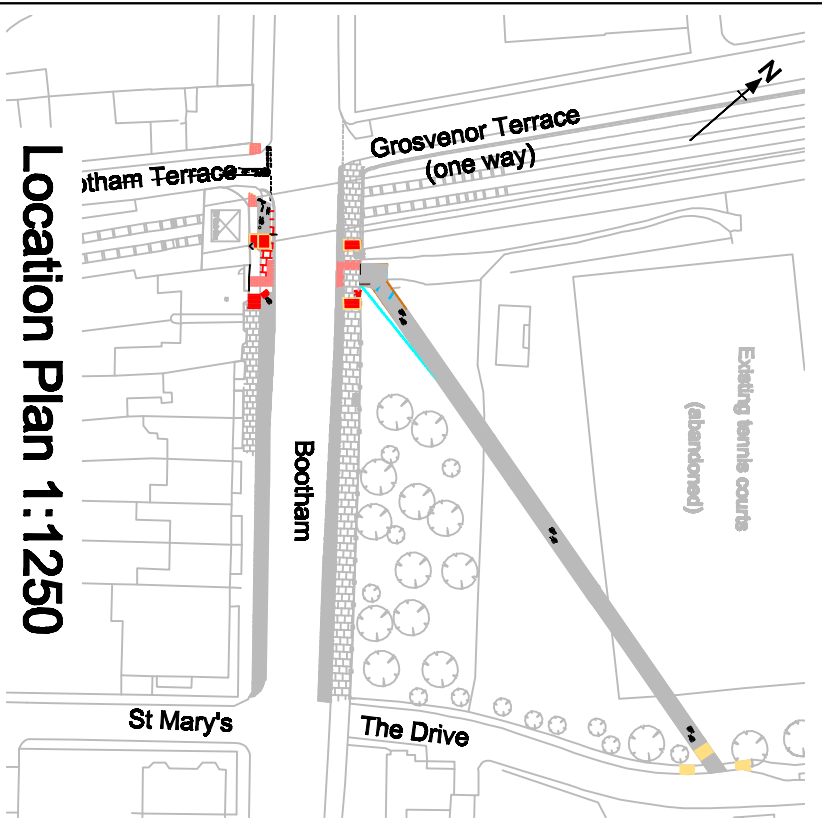 N
Grosvenor Terrace
(one way)
otham Terrace
Existing tennis courts
(abandoned)
Bootham
Location Plan 1:1250
St Mary's
The Drive